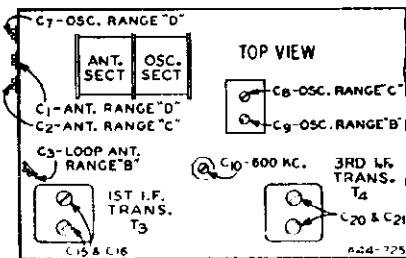 C7-OSC. RANGE "D"
ANT. SECT
OSC. SECT
TOP VIEW
C1-ANT. RANGE "D"
C2-ANT. RANGE "C"
C8-OSC. RANGE "C"
C9-OSC. RANGE "B"
C3-LOOP ANT.
RANGE "B"
C10-600 KC.
3RD I.F.
TRANS.
T4
1ST I.F.
TRANS.
T3
C15 & C16
C20 & C21
A44-725